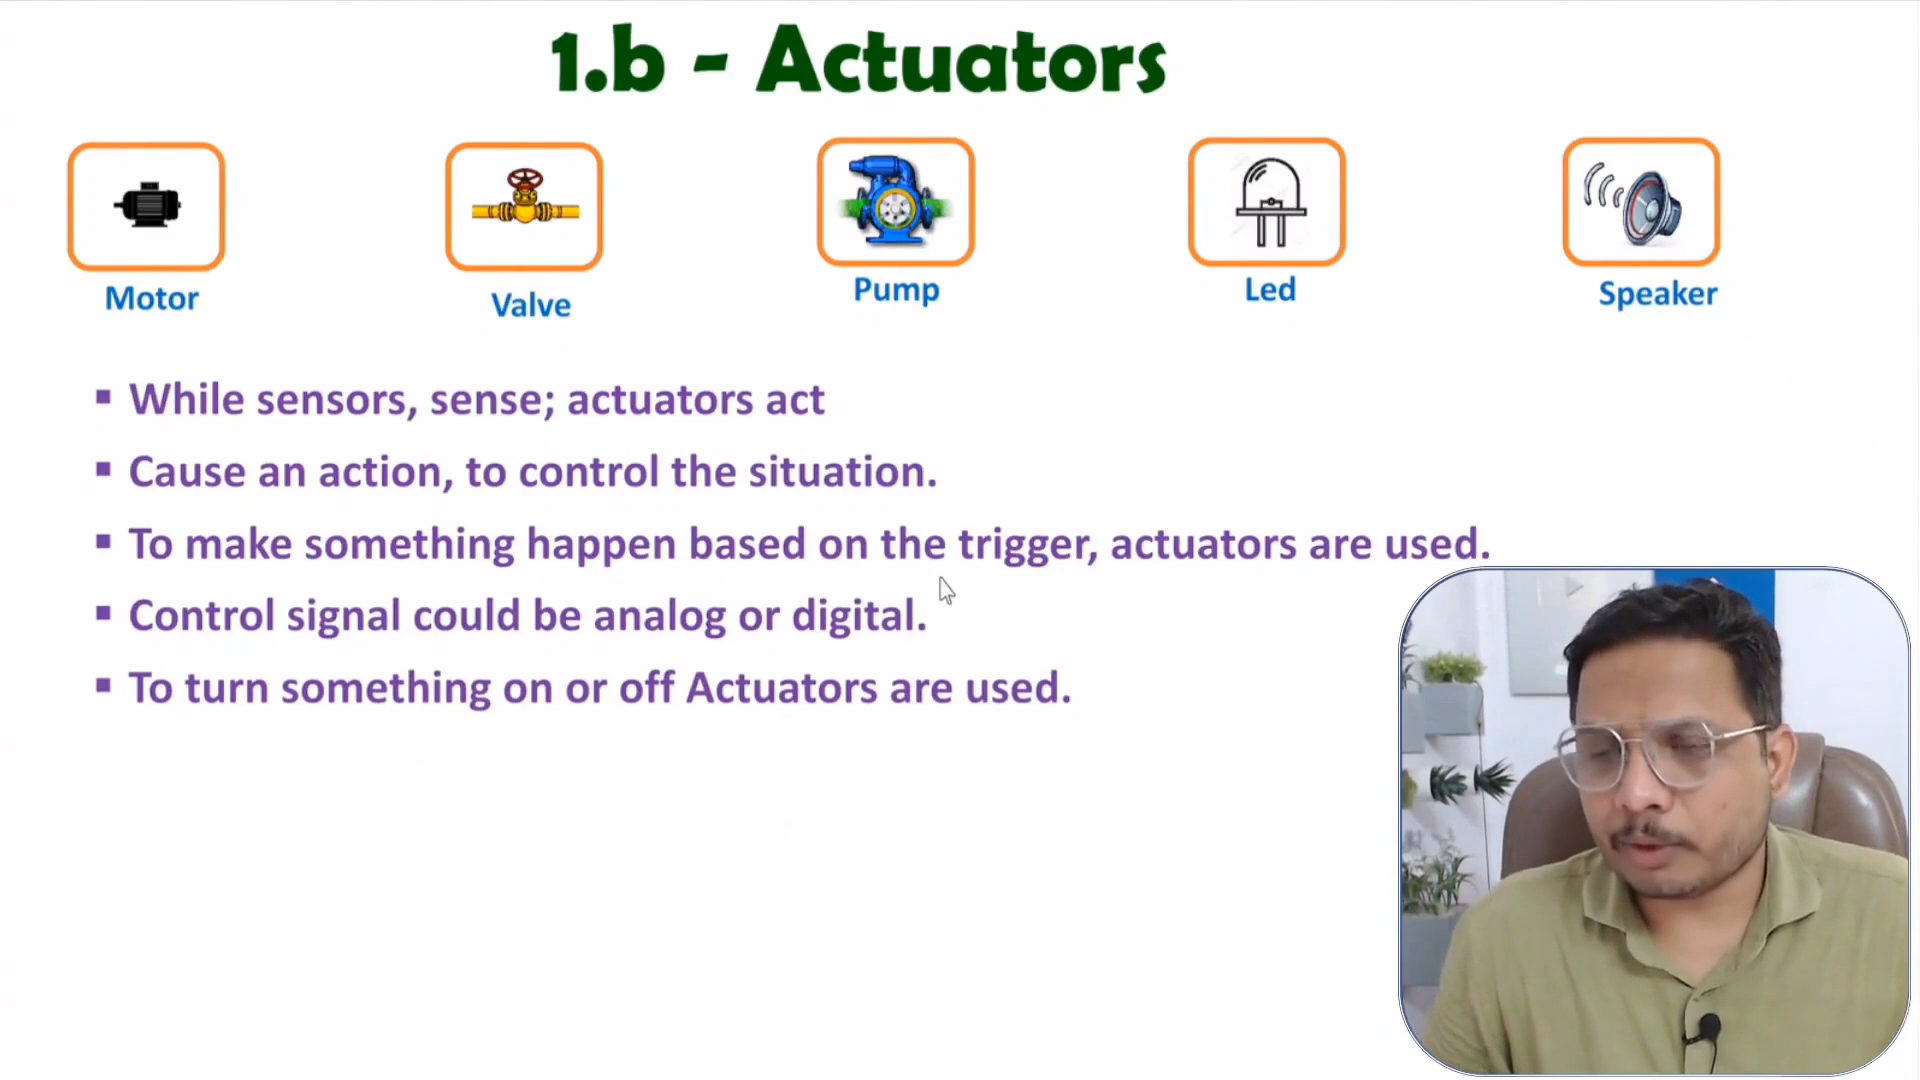 1.b - Actuators
Motor
Valve
Pump
Led
Speaker
While sensors, sense; actuators act
Cause an action, to control the situation.
To make something happen based on the trigger, actuators are used.
Control signal could be analog or digital.
To turn something on or off Actuators are used.